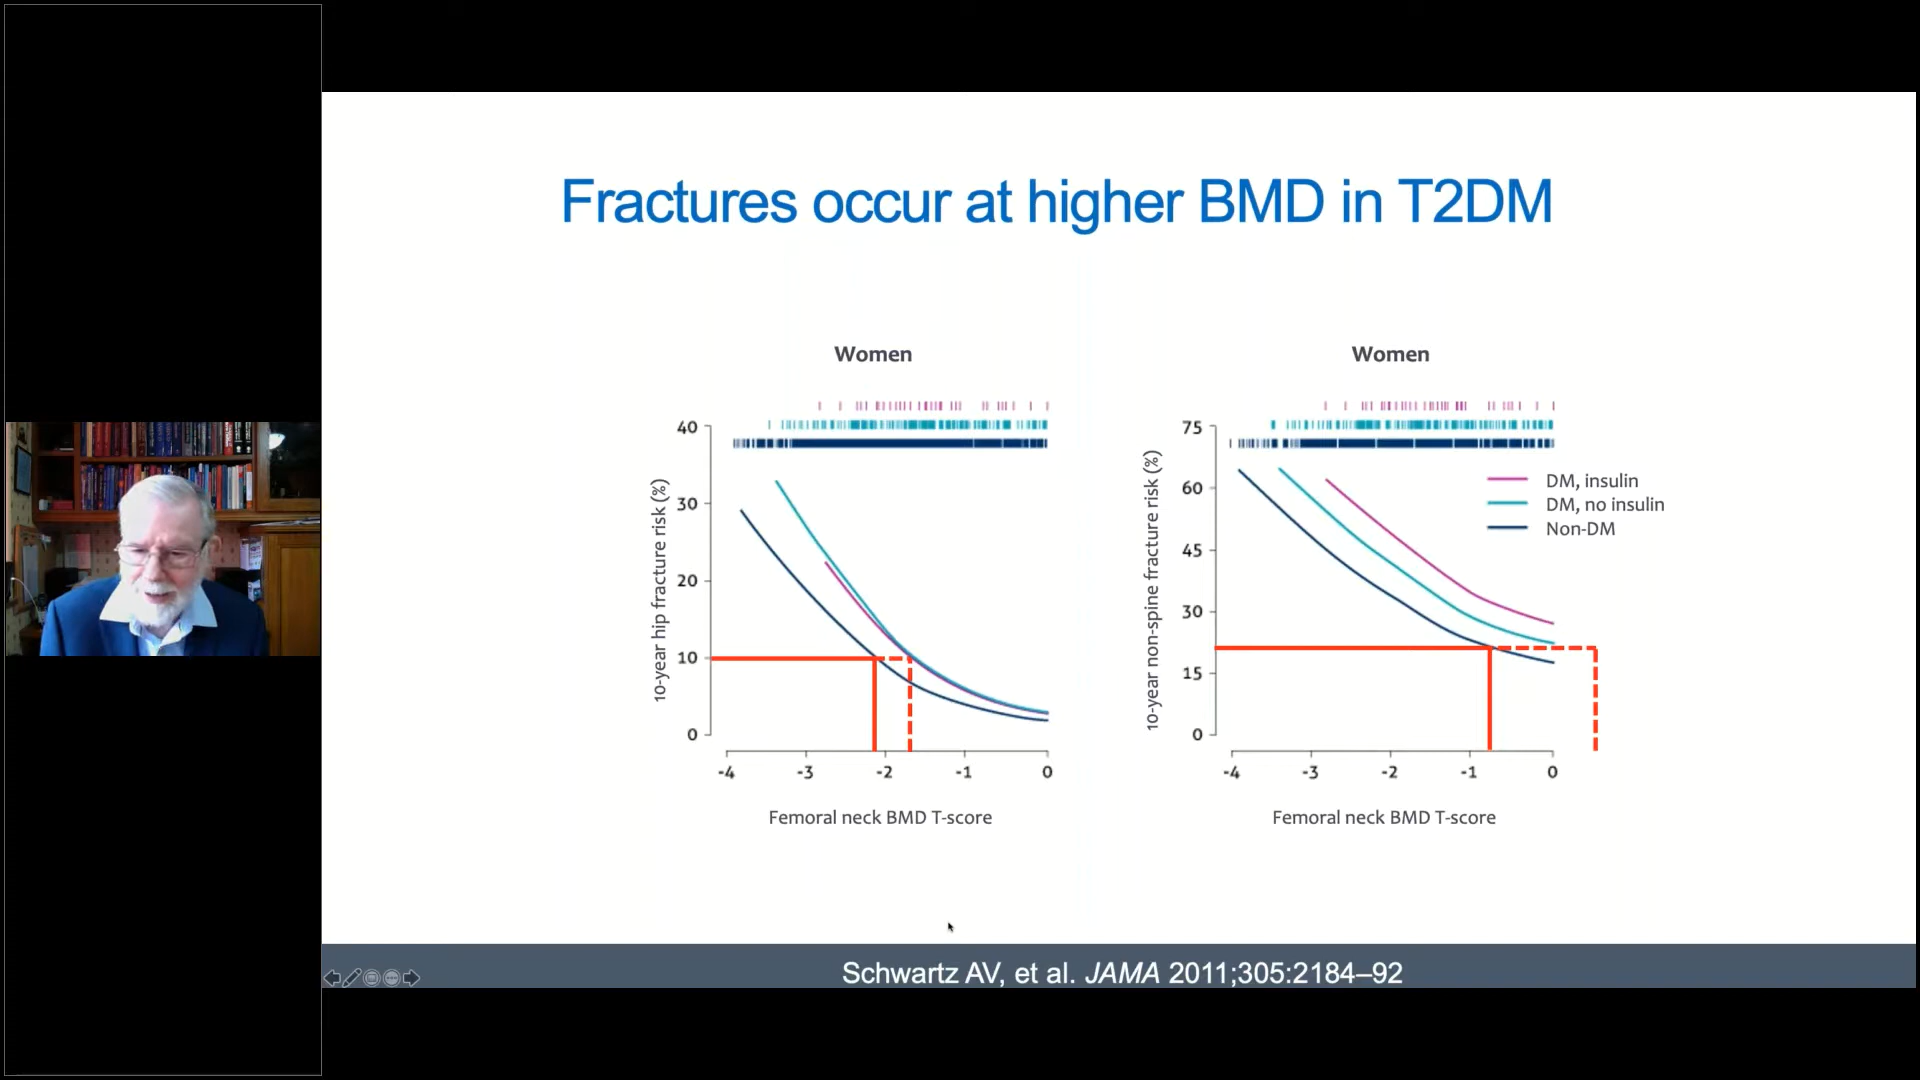 Fractures occur at higher BMD in T2DM
Women
40
30
20
10
0
10-year hip fracture risk (%)
-4 -3 -2 -1 0
Femoral neck BMD T-score
Women
75
60
45
30
15
0
10-year non-spine fracture risk (%)
-4 -3 -2 -1 0
Femoral neck BMD T-score
DM, insulin
DM, no insulin
Non-DM
Schwartz AV, et al. JAMA 2011;305:2184–92